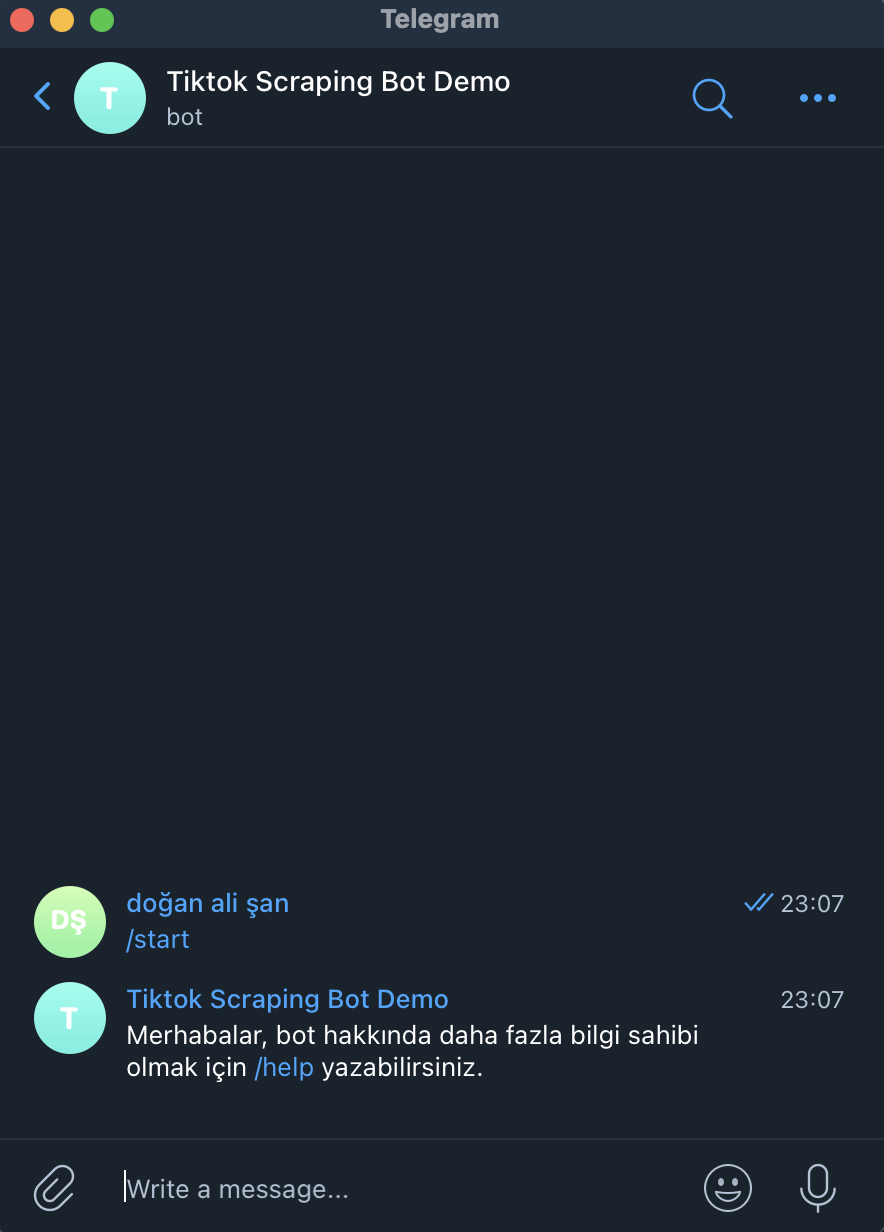 Telegram
T
Tiktok Scraping Bot Demo
bot
DŞ
doğan ali şan
23:07
/start
T
Tiktok Scraping Bot Demo
23:07
Merhabalar, bot hakkında daha fazla bilgi sahibi
olmak için /help yazabilirsiniz.
Write a message...